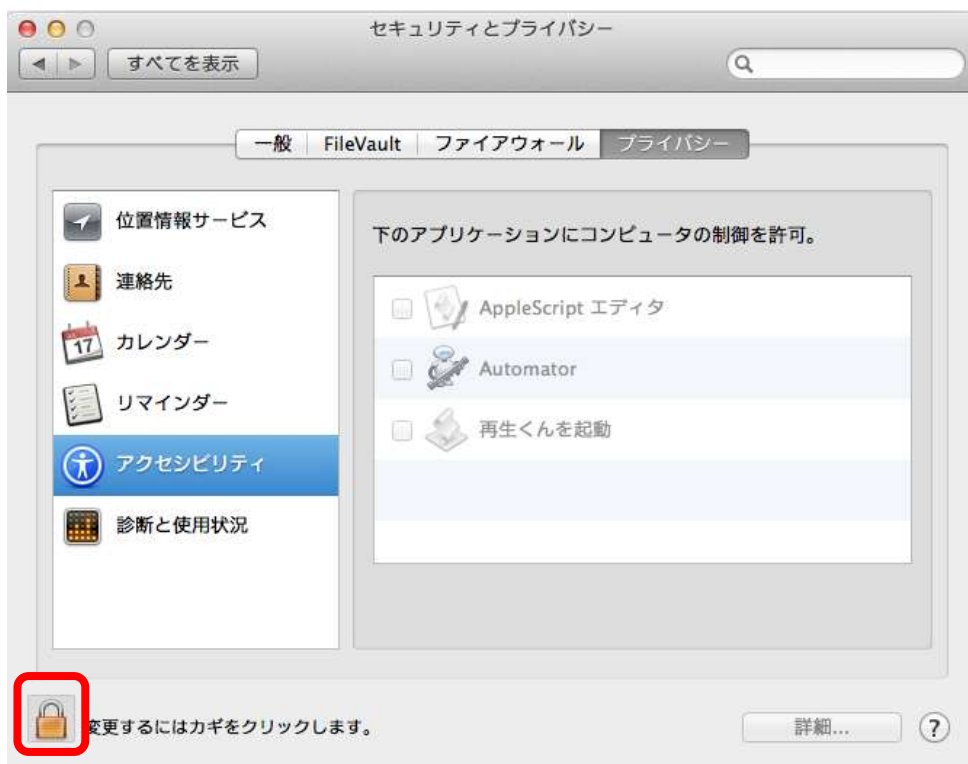 セキュリティとプライバシー
すべてを表示
一般 FileVault ファイアウォール プライバシー
位置情報サービス
連絡先
17
カレンダー
リマインダー
アクセシビリティ
診断と使用状況
下のアプリケーションにコンピュータの制御を許可。
AppleScript エディタ
Automator
再生くんを起動
変更するにはカギをクリックします。
詳細...
?